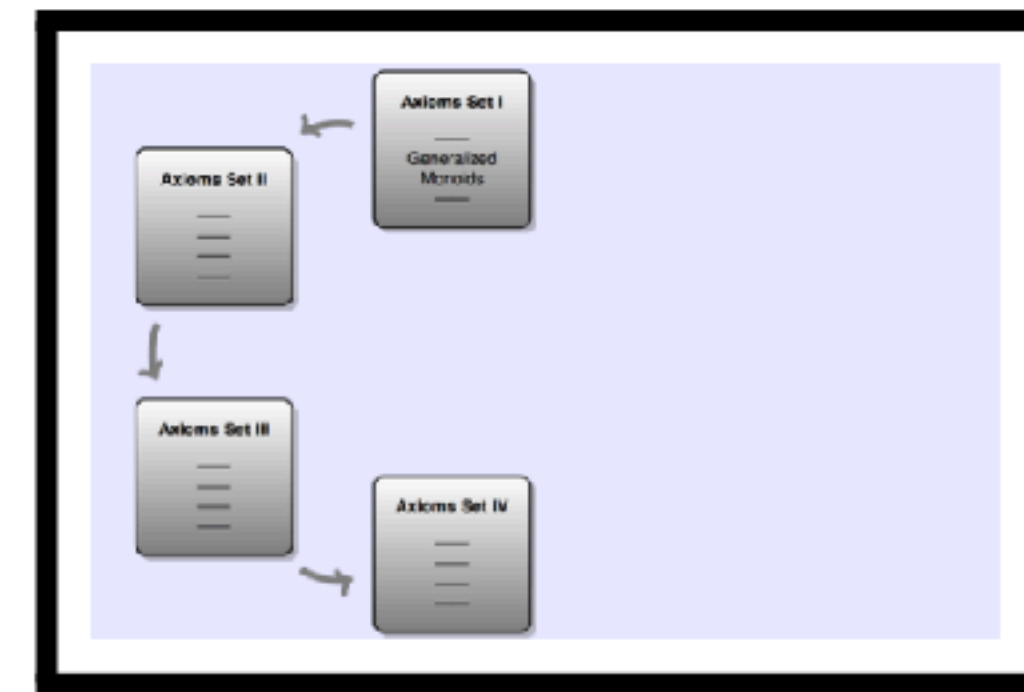 Axioms Set I
Generalized
Monoids
Axioms Set II
Axioms Set III
Axioms Set IV